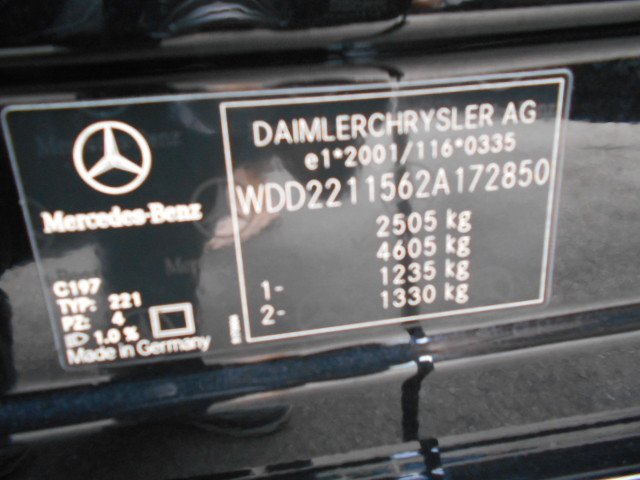 Mercedes-Benz
C197
TYP: 221
PZ: 4
1.0 %
Made in Germany
DAIMLERCHRYSLER AG
e1*2001/116*0335
WDD2211562A172850
2505 kg
4605 kg
1- 1235 kg
2- 1330 kg